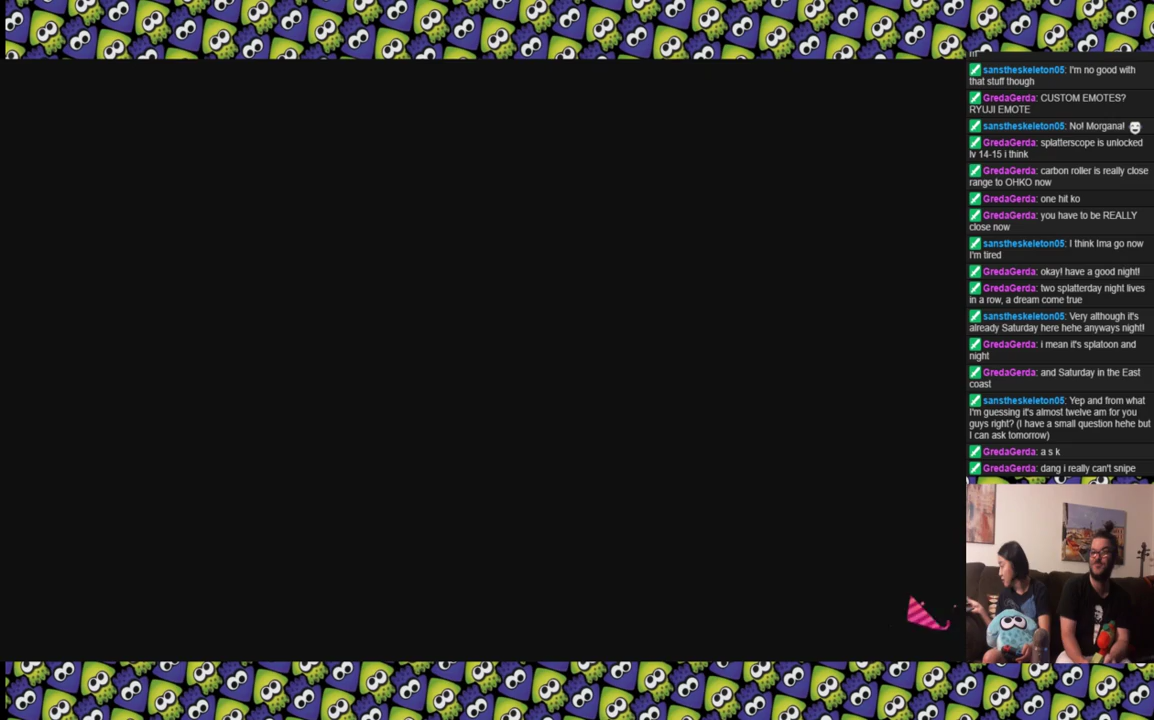 sanstheskeleton05: I'm no good with
that stuff though
GredaGerda: CUSTOM EMOTES?
RYUJI EMOTE
sanstheskeleton05: No! Morgana!
GredaGerda: splatterscope is unlocked
lv 14-15 i think
GredaGerda: carbon roller is really close
range to OHKO now
GredaGerda: one hit ko
GredaGerda: you have to be REALLY
close now
sanstheskeleton05: I think Ima go now
I'm tired
GredaGerda: okay! have a good night!
GredaGerda: two splatterday night lives
in a row, a dream come true
sanstheskeleton05: Very although it's
already Saturday here hehe anyways night!
GredaGerda: i mean it's splatoon and
night
GredaGerda: and Saturday in the East
coast
sanstheskeleton05: Yep and from what
I'm guessing it's almost twelve am for you
guys right? (I have a small question hehe but
I can ask tomorrow)
GredaGerda: a s k
GredaGerda: dang i really can't snipe